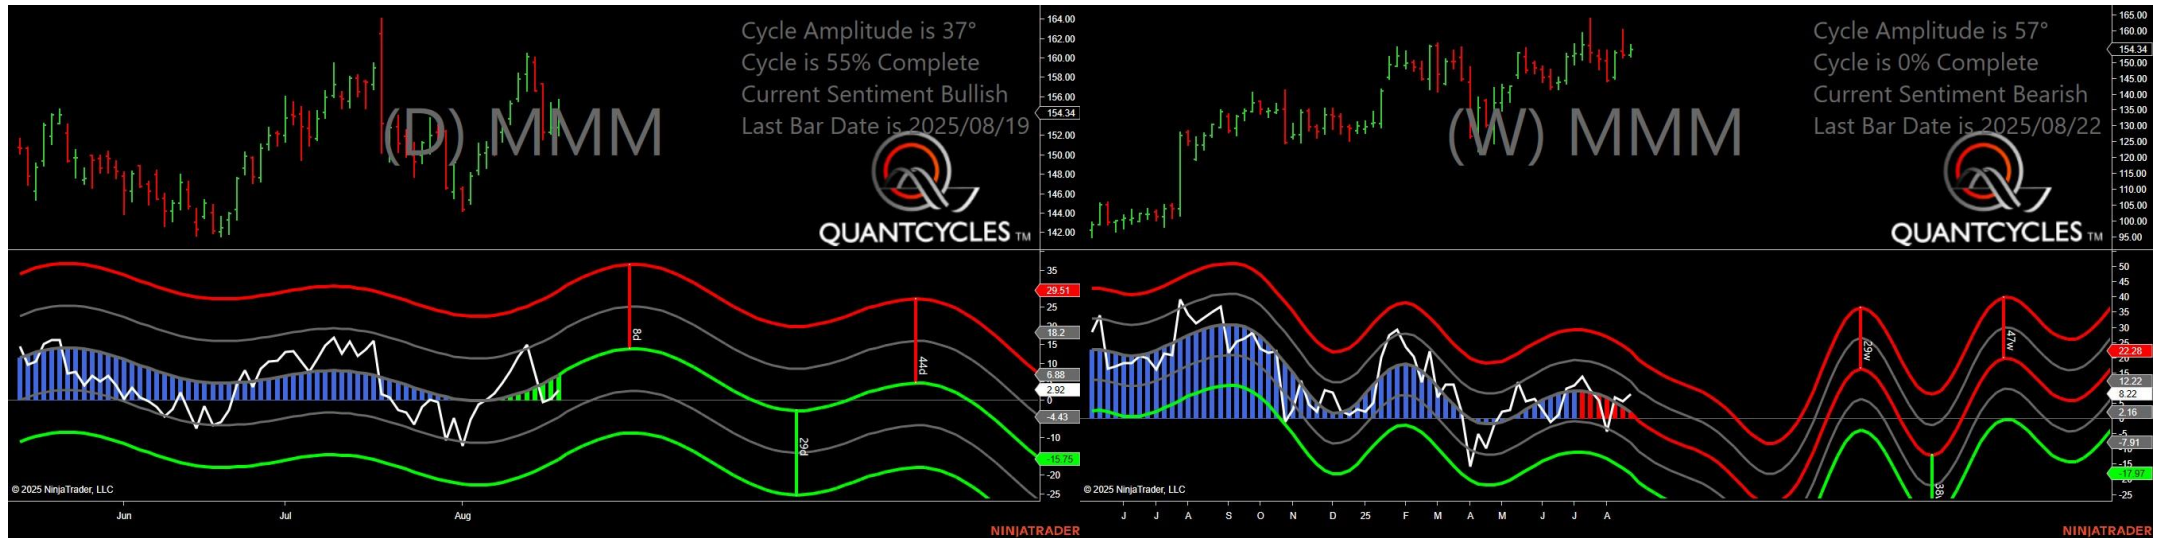 Cycle Amplitude is 37°
Cycle is 55% Complete
Current Sentiment Bullish
Last Bar Date is 2025/08/19
(D) MMM
QUANTCYCLES TM
164.00
162.00
160.00
158.00
156.00
154.34
152.00
150.00
148.00
146.00
144.00
142.00
35
29.51
25
18.2
15
10
6.88
2.92
0
-4.43
-10
-15.75
-20
-25
8d
29d
44d
© 2025 NinjaTrader, LLC
Jun Jul Aug
NINJATRADER
Cycle Amplitude is 57°
Cycle is 0% Complete
Current Sentiment Bearish
Last Bar Date is 2025/08/22
(W) MMM
QUANTCYCLES TM
165.00
160.00
154.34
150.00
145.00
140.00
135.00
130.00
125.00
120.00
115.00
110.00
105.00
100.00
95.00
50
45
40
35
30
25
22.28
15
12.22
8.22
2.16
-5
-7.91
-15
-17.97
-25
29w
38w
47w
© 2025 NinjaTrader, LLC
J J A S O N D 25 F M A M J J A
NINJATRADER